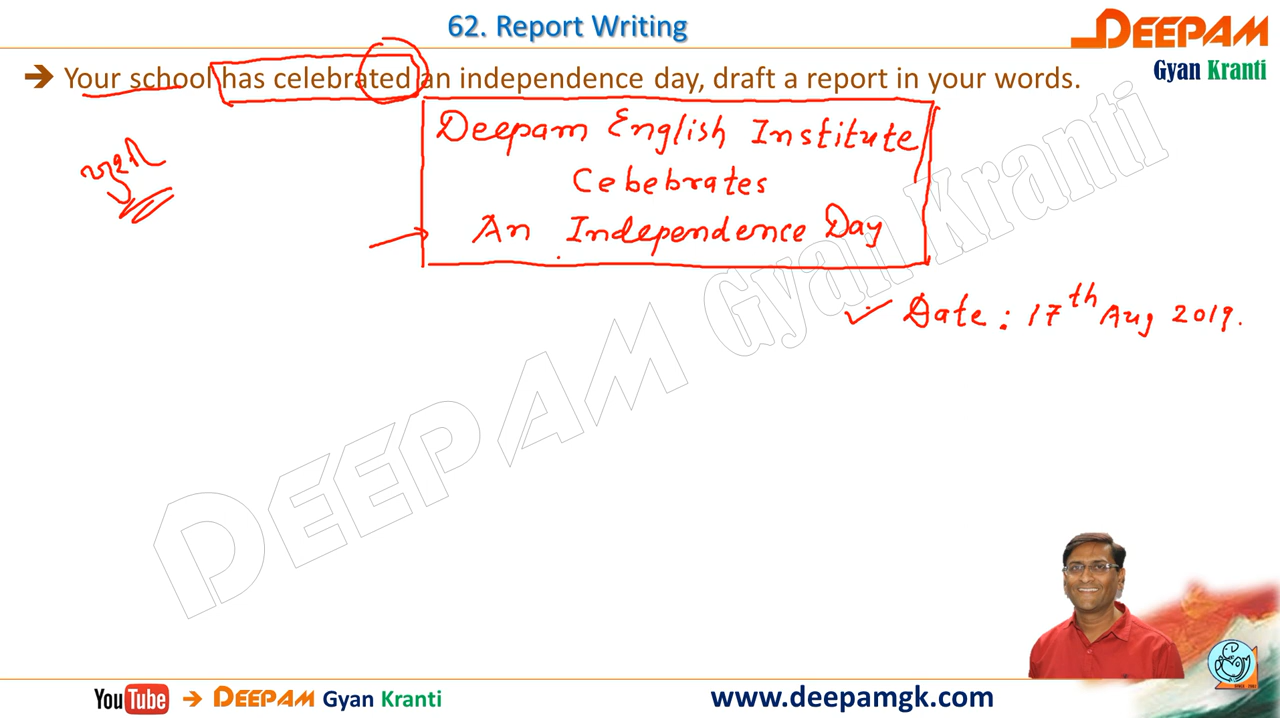 62. Report Writing
DEEPAM
Gyan Kranti
→ Your school has celebrated an independence day, draft a report in your words.
Deepam English Institute
Cebebrates
An Independence Day
Date: 17th Aug 2019.
DEEPAM Gyan Kranti
YouTube → DEEPAM Gyan Kranti
www.deepamgk.com